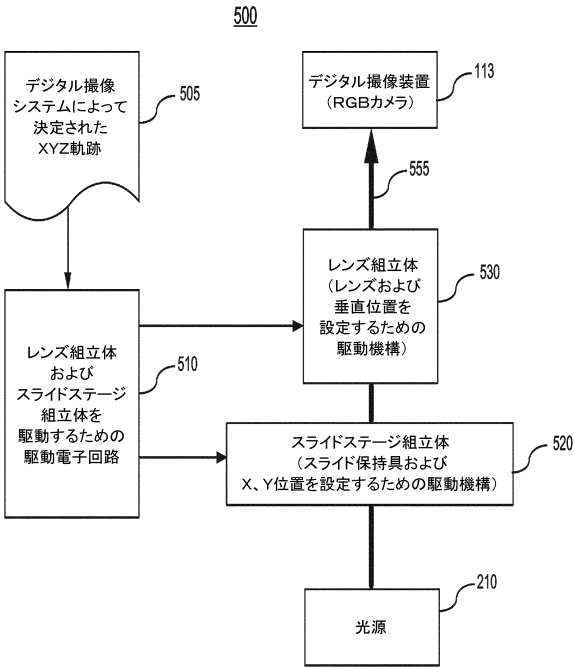 500
デジタル撮像
システムによって
決定された
XYZ軌跡
505
デジタル撮像装置
(RGBカメラ)
113
555
レンズ組立体
(レンズおよび
垂直位置を
設定するための
駆動機構)
530
レンズ組立体
および
スライドステージ
組立体を
駆動するための
駆動電子回路
510
スライドステージ組立体
(スライド保持具および
X、Y位置を設定するための駆動機構)
520
光源
210